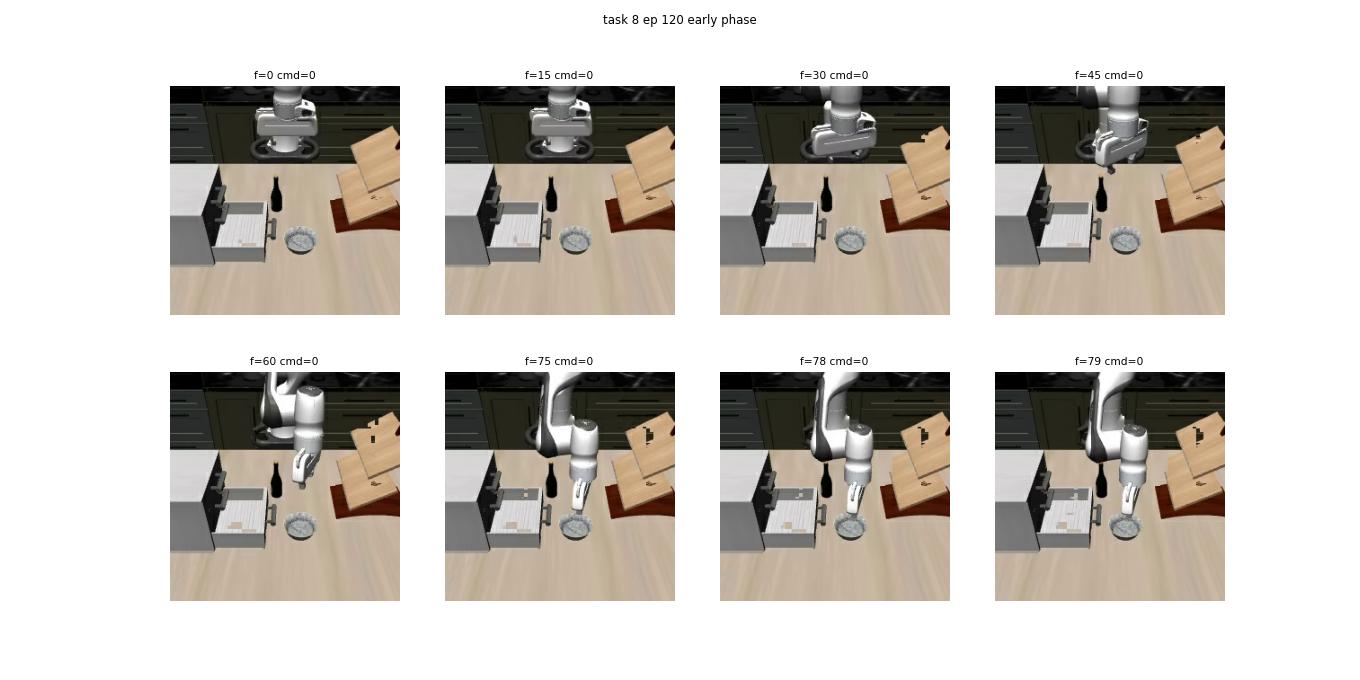 task 8 ep 120 early phase
f=0 cmd=0
f=15 cmd=0
f=30 cmd=0
f=45 cmd=0
f=60 cmd=0
f=75 cmd=0
f=78 cmd=0
f=79 cmd=0